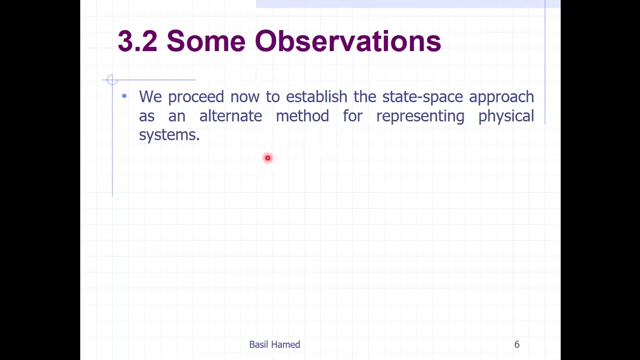 3.2 Some Observations
• We proceed now to establish the state-space approach
as an alternate method for representing physical
systems.
Basil Hamed
6